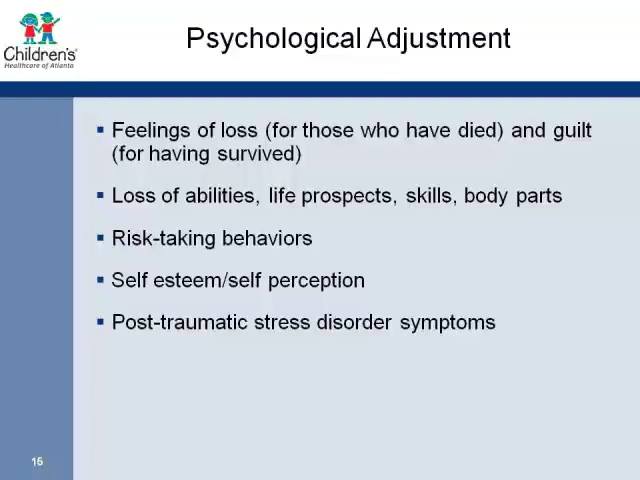 Children's
Healthcare of Atlanta
Psychological Adjustment
Feelings of loss (for those who have died) and guilt
(for having survived)
Loss of abilities, life prospects, skills, body parts
Risk-taking behaviors
Self esteem/self perception
Post-traumatic stress disorder symptoms
15